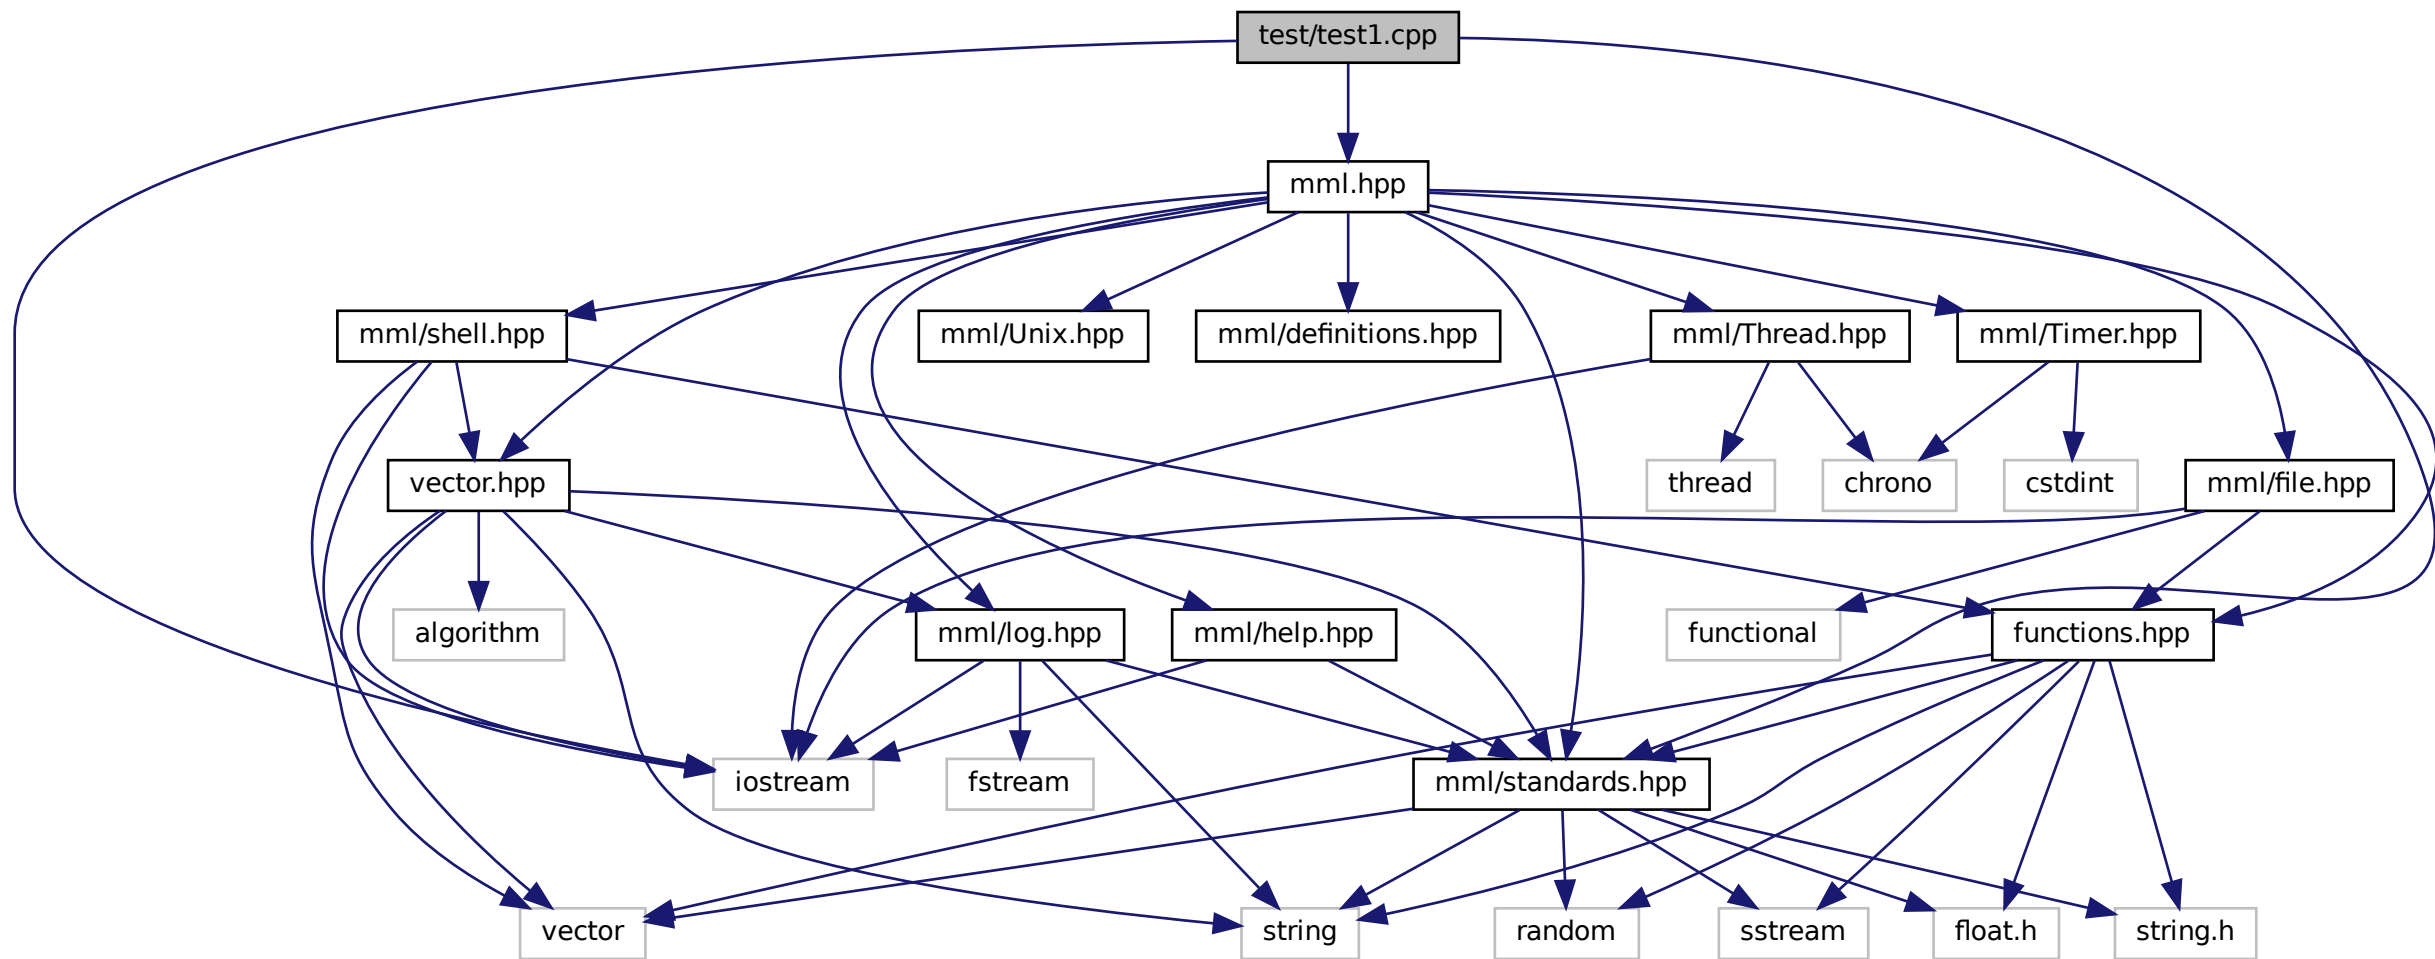 test/test1.cpp
mml.hpp
mml/shell.hpp
mml/Unix.hpp
mml/definitions.hpp
mml/Thread.hpp
mml/Timer.hpp
vector.hpp
thread
chrono
cstdint
mml/file.hpp
algorithm
mml/log.hpp
mml/help.hpp
functional
functions.hpp
iostream
fstream
mml/standards.hpp
vector
string
random
sstream
float.h
string.h